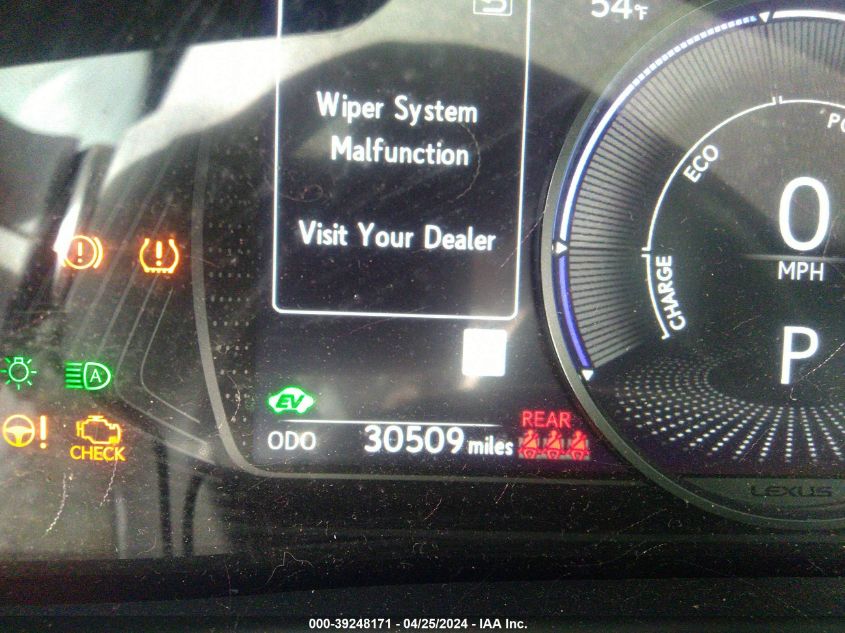 54°F
Wiper System
Malfunction
Visit Your Dealer
ECO
CHARGE
0
MPH
P
A
EV
CHECK
ODO 30509 miles
REAR
LEXUS
000-39248171 - 04/25/2024 - IAA Inc.